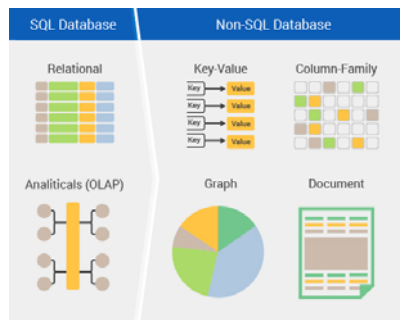 SQL Database
Non-SQL Database
Relational
Key-Value
Column-Family
Key
Value
Key
Value
Key
Value
Key
Value
Analiticals (OLAP)
Graph
Document